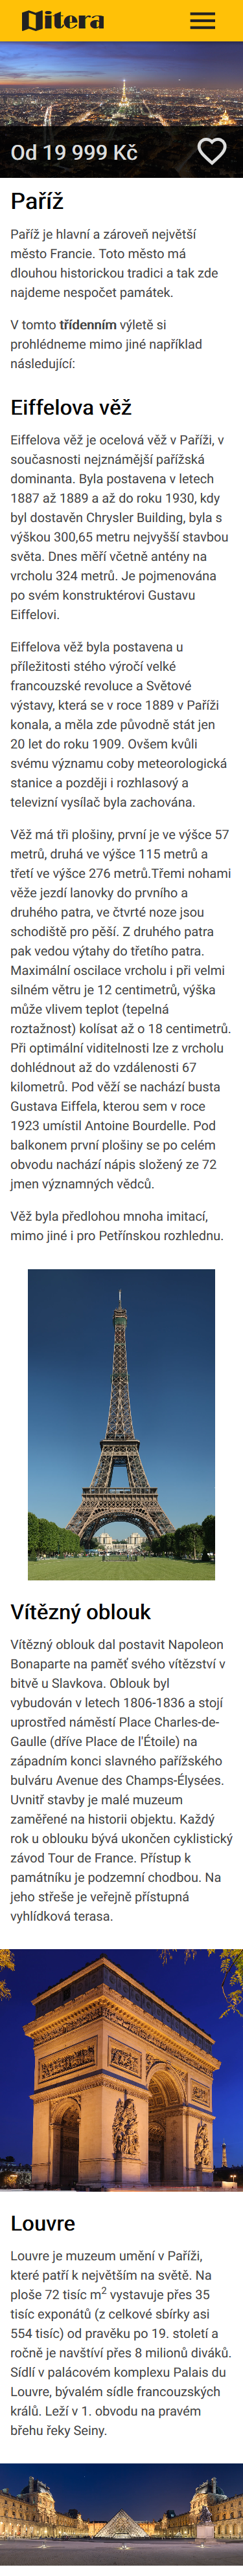 Nitera
Od 19 999 Kč
Paříž
Paříž je hlavní a zároveň největší
město Francie. Toto město má
dlouhou historickou tradici a tak zde
najdeme nespočet památek.
V tomto třídenním výletě si
prohlédneme mimo jiné například
následující:
Eiffelova věž
Eiffelova věž je ocelová věž v Paříži, v
současnosti nejznámější pařížská
dominanta. Byla postavena v letech
1887 až 1889 a až do roku 1930, kdy
byl dostavěn Chrysler Building, byla s
výškou 300,65 metru nejvyšší stavbou
světa. Dnes měří včetně antény na
vrcholu 324 metrů. Je pojmenována
po svém konstruktérovi Gustavu
Eiffelovi.
Eiffelova věž byla postavena u
příležitosti stého výročí velké
francouzské revoluce a Světové
výstavy, která se v roce 1889 v Paříži
konala, a měla zde původně stát jen
20 let do roku 1909. Ovšem kvůli
svému významu coby meteorologická
stanice a později i rozhlasový a
televizní vysílač byla zachována.
Věž má tři plošiny, první je ve výšce 57
metrů, druhá ve výšce 115 metrů a
třetí ve výšce 276 metrů.Třemi nohami
věže jezdí lanovky do prvního a
druhého patra, ve čtvrté noze jsou
schodiště pro pěší. Z druhého patra
pak vedou výtahy do třetího patra.
Maximální oscilace vrcholu i při velmi
silném větru je 12 centimetrů, výška
může vlivem teplot (tepelná
roztažnost) kolísat až o 18 centimetrů.
Při optimální viditelnosti lze z vrcholu
dohlédnout až do vzdálenosti 67
kilometrů. Pod věží se nachází busta
Gustava Eiffela, kterou sem v roce
1923 umístil Antoine Bourdelle. Pod
balkonem první plošiny se po celém
obvodu nachází nápis složený ze 72
jmen významných vědců.
Věž byla předlohou mnoha imitací,
mimo jiné i pro Petřínskou rozhlednu.
Vítězný oblouk
Vítězný oblouk dal postavit Napoleon
Bonaparte na paměť svého vítězství v
bitvě u Slavkova. Oblouk byl
vybudován v letech 1806-1836 a stojí
uprostřed náměstí Place Charles-de-
Gaulle (dříve Place de l'Étoile) na
západním konci slavného pařížského
bulváru Avenue des Champs-Élysées.
Uvnitř stavby je malé muzeum
zaměřené na historii objektu. Každý
rok u oblouku bývá ukončen cyklistický
závod Tour de France. Přístup k
památníku je podzemní chodbou. Na
jeho střeše je veřejně přístupná
vyhlídková terasa.
Louvre
Louvre je muzeum umění v Paříži,
které patří k největším na světě. Na
ploše 72 tisíc m² vystavuje přes 35
tisíc exponátů (z celkové sbírky asi
554 tisíc) od pravěku po 19. století a
ročně je navštíví přes 8 milionů diváků.
Sídlí v palácovém komplexu Palais du
Louvre, bývalém sídle francouzských
králů. Leží v 1. obvodu na pravém
břehu řeky Seiny.